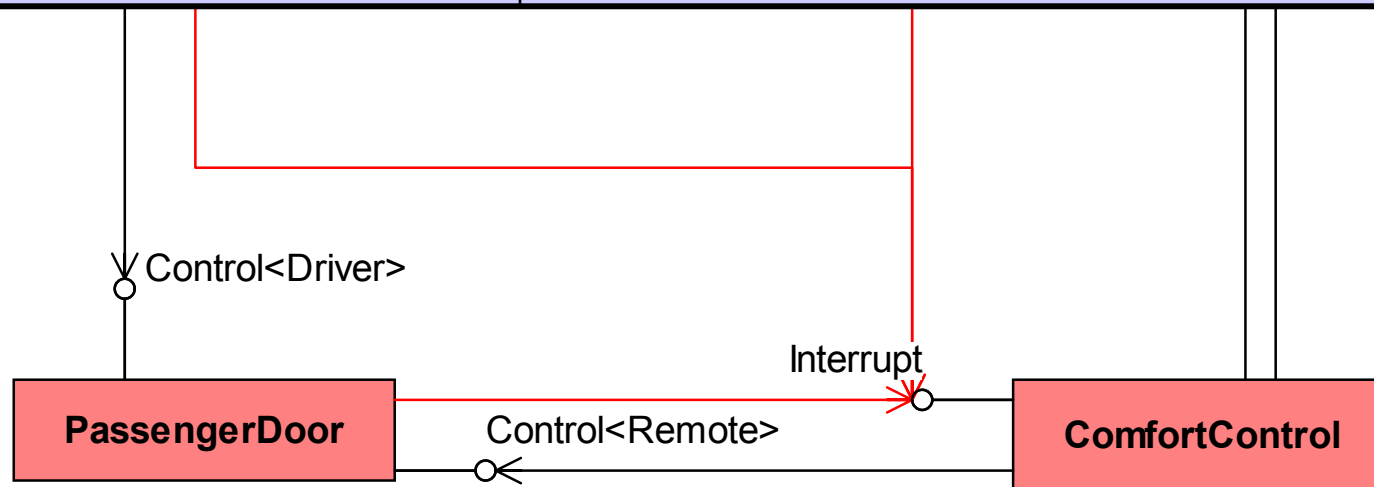 Control<Driver>
Interrupt
PassengerDoor
Control<Remote>
ComfortControl